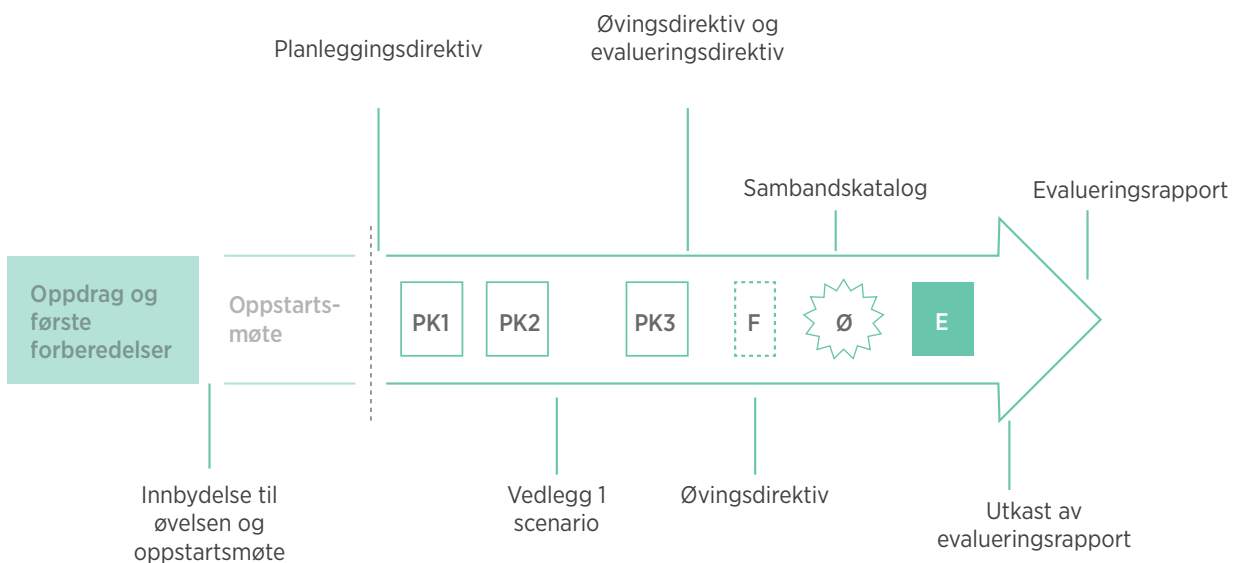 Øvingsdirektiv og
evalueringsdirektiv
Planleggingsdirektiv
Sambandskatalog
Evalueringsrapport
Oppdrag og
første
forberedelser
Oppstarts-
møte
PK1
PK2
PK3
F
Ø
E
Innbydelse til
øvelsen og
oppstartsmøte
Vedlegg 1
scenario
Øvingsdirektiv
Utkast av
evalueringsrapport